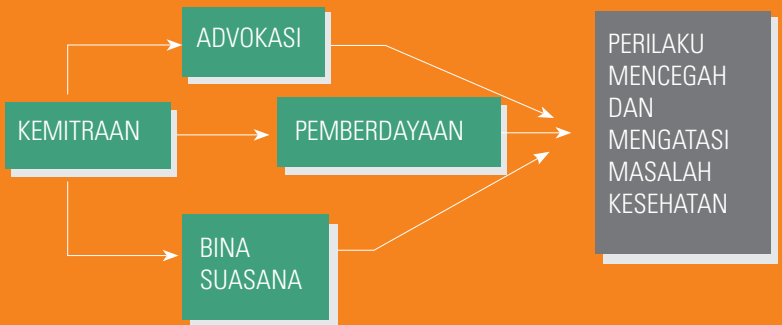 ADVOKASI
KEMITRAAN
PEMBERDAYAAN
BINA
SUASANA
PERILAKU
MENCEGAH
DAN
MENGATASI
MASALAH
KESEHATAN